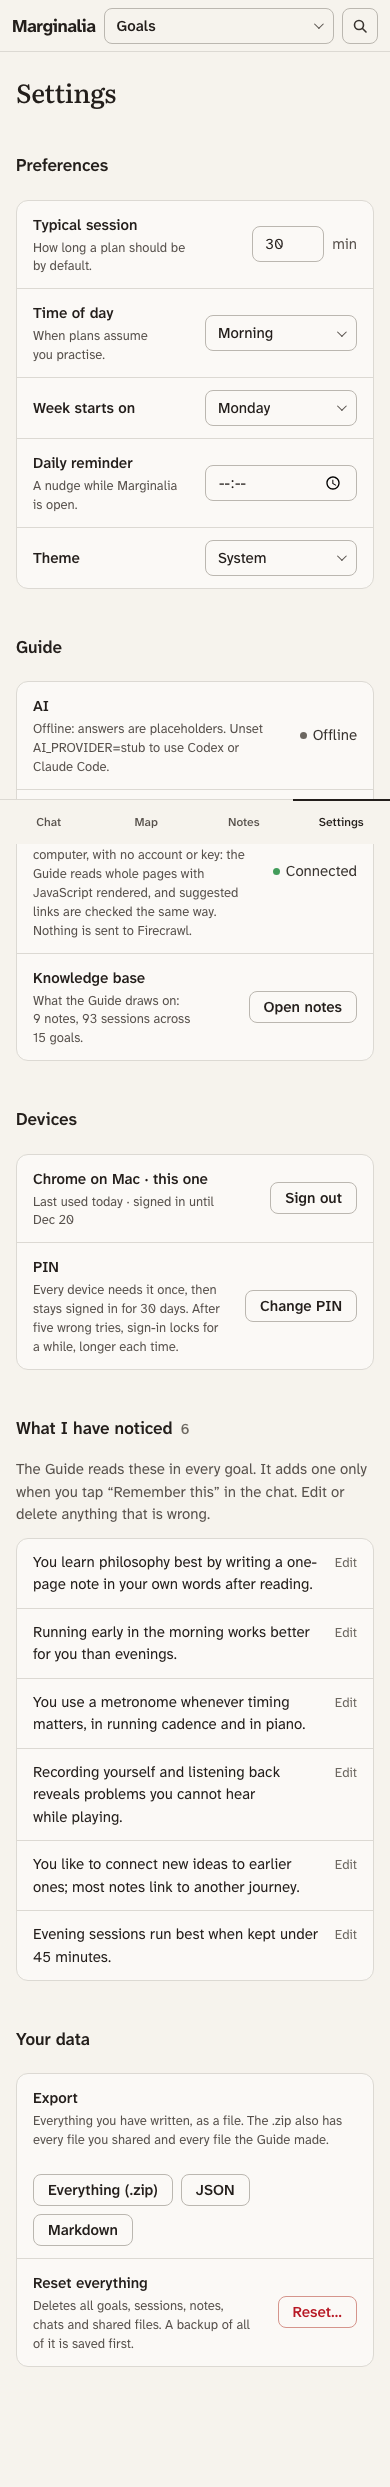 Marginalia
Goals
Settings
Preferences
Typical session
How long a plan should be
by default.
30 min
Time of day
When plans assume
you practise.
Morning
Week starts on
Monday
Daily reminder
A nudge while Marginalia
is open.
--:--
Theme
System
Guide
AI
Offline: answers are placeholders. Unset
AI_PROVIDER=stub to use Codex or
Claude Code.
Offline
Chat
Map
Notes
Settings
computer, with no account or key: the
Guide reads whole pages with
JavaScript rendered, and suggested
links are checked the same way.
Nothing is sent to Firecrawl.
Connected
Knowledge base
What the Guide draws on:
9 notes, 93 sessions across
15 goals.
Open notes
Devices
Chrome on Mac · this one
Last used today · signed in until
Dec 20
Sign out
PIN
Every device needs it once, then
stays signed in for 30 days. After
five wrong tries, sign-in locks for
a while, longer each time.
Change PIN
What I have noticed 6
The Guide reads these in every goal. It adds one only
when you tap “Remember this” in the chat. Edit or
delete anything that is wrong.
You learn philosophy best by writing a one-
page note in your own words after reading.
Edit
Running early in the morning works better
for you than evenings.
Edit
You use a metronome whenever timing
matters, in running cadence and in piano.
Edit
Recording yourself and listening back
reveals problems you cannot hear
while playing.
Edit
You like to connect new ideas to earlier
ones; most notes link to another journey.
Edit
Evening sessions run best when kept under
45 minutes.
Edit
Your data
Export
Everything you have written, as a file. The .zip also has
every file you shared and every file the Guide made.
Everything (.zip)
JSON
Markdown
Reset everything
Deletes all goals, sessions, notes,
chats and shared files. A backup of all
of it is saved first.
Reset…